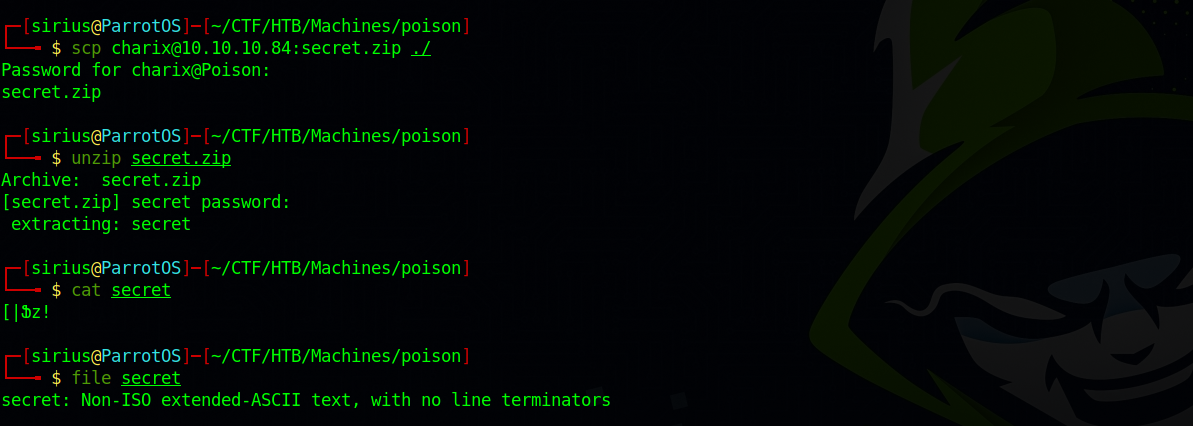 ┌─[sirius@ParrotOS]─[~/CTF/HTB/Machines/poison]
└──╼ $ scp charix@10.10.10.84:secret.zip ./
Password for charix@Poison:
secret.zip
┌─[sirius@ParrotOS]─[~/CTF/HTB/Machines/poison]
└──╼ $ unzip secret.zip
Archive:  secret.zip
[secret.zip] secret password:
 extracting: secret
┌─[sirius@ParrotOS]─[~/CTF/HTB/Machines/poison]
└──╼ $ cat secret
[|Ֆz!
┌─[sirius@ParrotOS]─[~/CTF/HTB/Machines/poison]
└──╼ $ file secret
secret: Non-ISO extended-ASCII text, with no line terminators